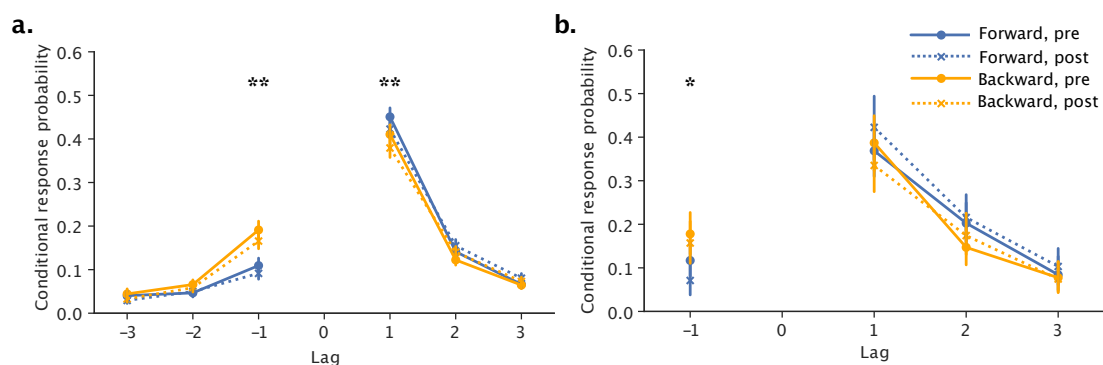 a.
Conditional response probability
0.6
0.5
0.4
0.3
0.2
0.1
0.0
** **
−3 −2 −1 0 1 2 3
Lag
b.
Conditional response probability
0.6
0.5
0.4
0.3
0.2
0.1
0.0
*
−1 0 1 2 3
Lag
Forward, pre
Forward, post
Backward, pre
Backward, post